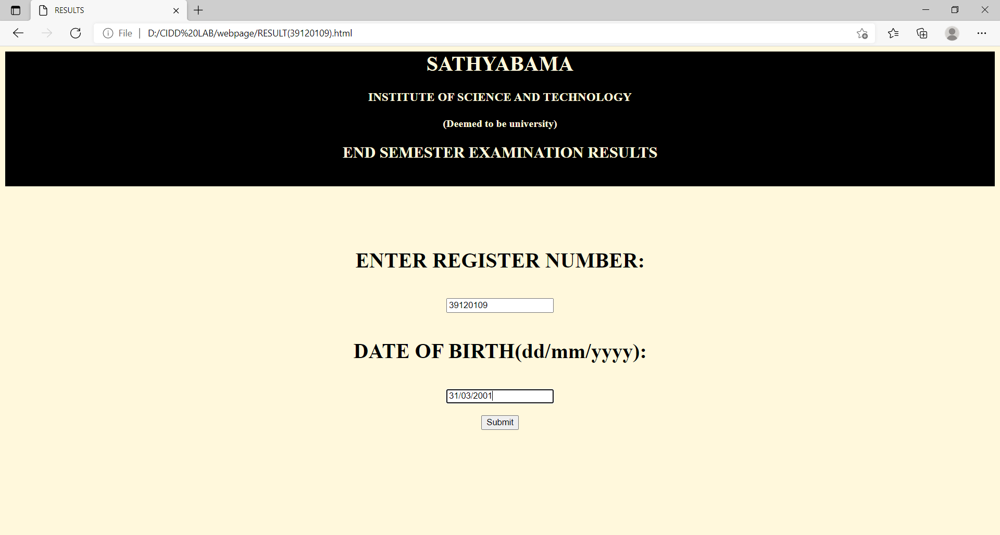 RESULTS
File
D:/CIDD%20LAB/webpage/RESULT(39120109).html
SATHYABAMA
INSTITUTE OF SCIENCE AND TECHNOLOGY
(Deemed to be university)
END SEMESTER EXAMINATION RESULTS
ENTER REGISTER NUMBER:
39120109
DATE OF BIRTH(dd/mm/yyyy):
31/03/2001
Submit